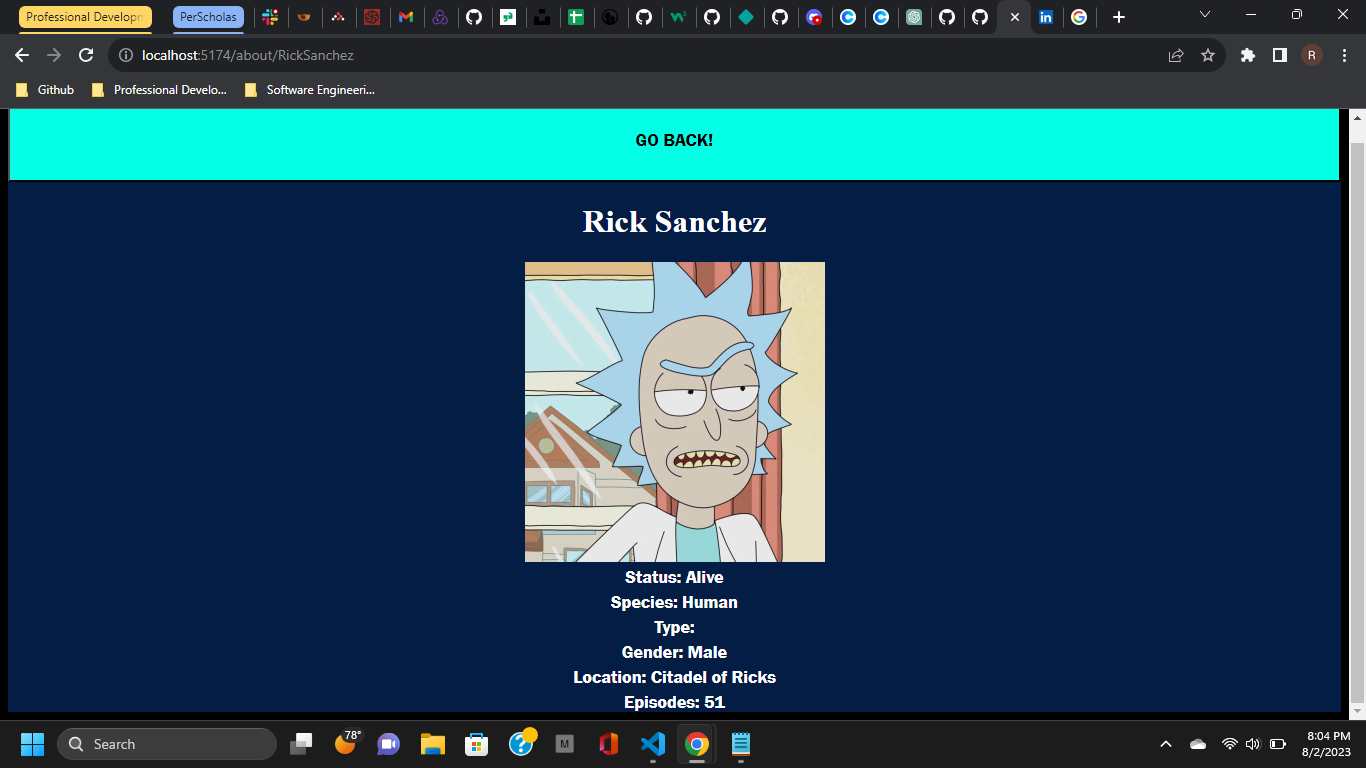 Professional Developm
PerScholas
localhost:5174/about/RickSanchez
R
Github
Professional Develo...
Software Engineeri...
GO BACK!
Rick Sanchez
Status: Alive
Species: Human
Type:
Gender: Male
Location: Citadel of Ricks
Episodes: 51
Search
78°
M
8:04 PM
8/2/2023